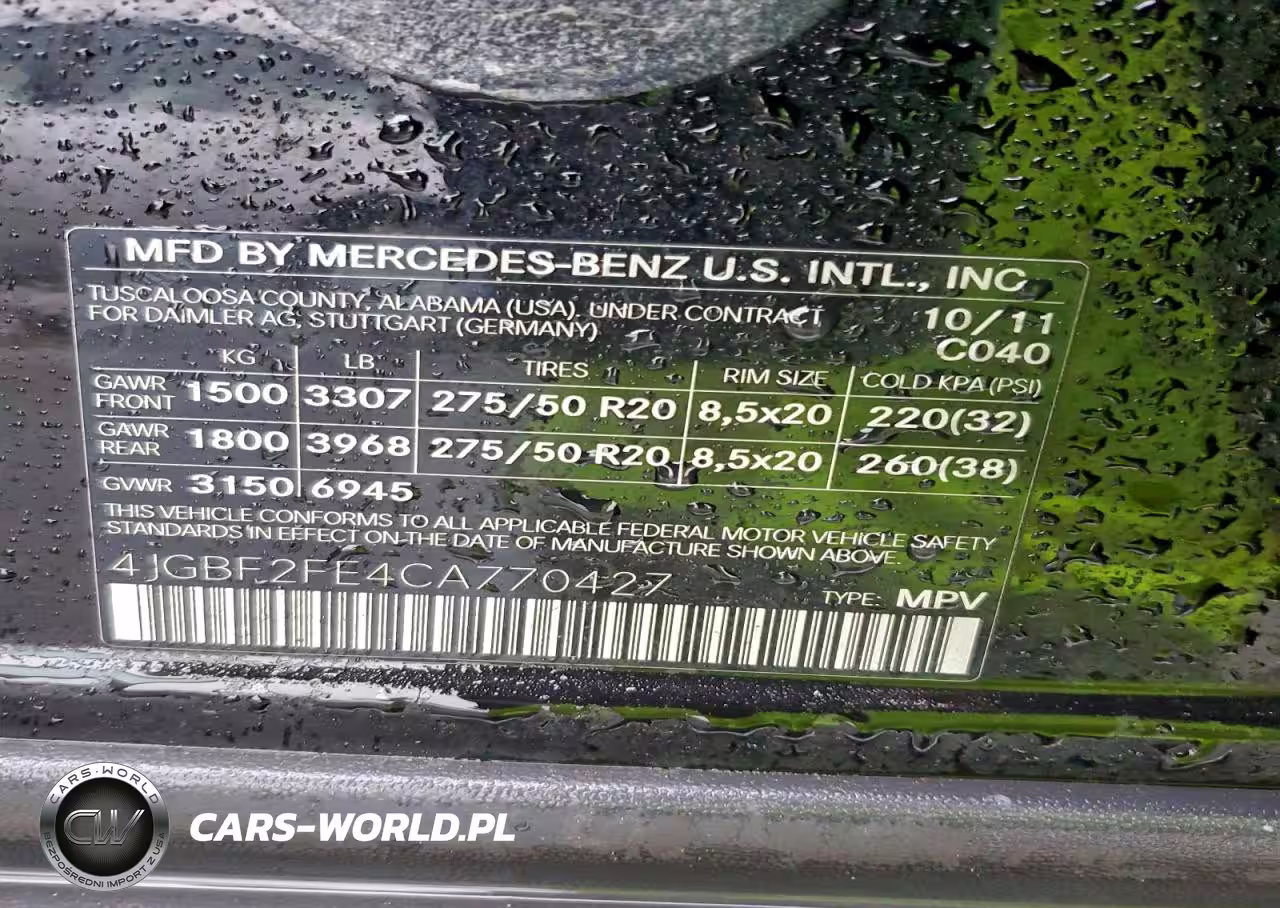 MFD BY MERCEDES-BENZ U.S. INTL., INC
TUSCALOOSA COUNTY, ALABAMA (USA). UNDER CONTRACT 10/11
FOR DAIMLER AG, STUTTGART (GERMANY) C040
KG LB TIRES RIM SIZE COLD KPA (PSI)
GAWR FRONT 1500 3307 275/50 R20 8,5x20 220(32)
GAWR REAR 1800 3968 275/50 R20 8,5x20 260(38)
GVWR 3150 6945
THIS VEHICLE CONFORMS TO ALL APPLICABLE FEDERAL MOTOR VEHICLE SAFETY
STANDARDS IN EFFECT ON THE DATE OF MANUFACTURE SHOWN ABOVE.
4JGBF2FE4CA770427 TYPE: MPV
CARS-WORLD
CW
BEZPOŚREDNI IMPORT Z USA
CARS-WORLD.PL